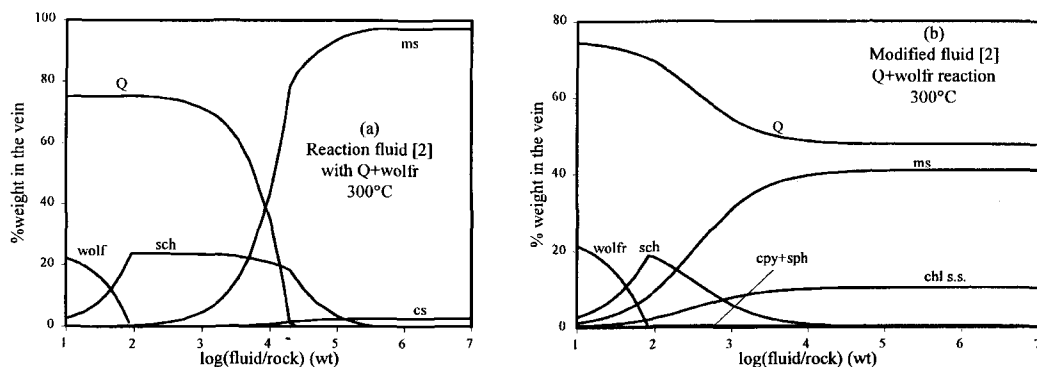 100
80
60
40
20
0
%weight in the vein
Q
ms
(a)
Reaction fluid [2]
with Q+wolfr
300°C
wolf
sch
cs
1 2 3 4 5 6 7
log(fluid/rock) (wt)
80
60
40
20
0
% weight in the vein
(b)
Modified fluid [2]
Q+wolfr reaction
300°C
Q
ms
wolfr
sch
cpy+sph
chl s.s.
1 2 3 4 5 6 7
log(fluid/rock) (wt)